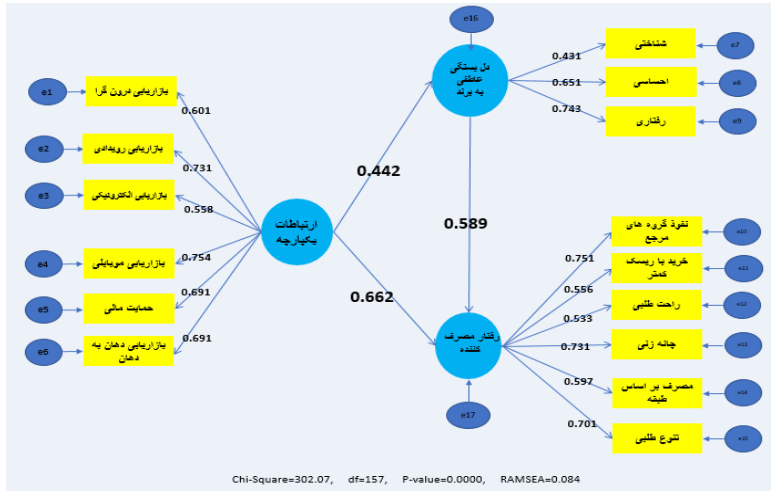 e16
e1
بازاریابی درون گرا
0.601
e2
بازاریابی رویدادی
0.731
e3
بازاریابی الکترونیکی
0.558
e4
بازاریابی موبایلی
0.754
e5
حمایت مالی
0.691
e6
بازاریابی دهان به
دهان
0.691
ارتباطات
یکپارچه
0.442
0.662
دل بستگی
عاطفی
به برند
0.431
شناختی
e7
0.651
احساسی
e8
0.743
رفتاری
e9
0.589
رفتار مصرف
کننده
e17
0.751
نفوذ گروه های
مرجع
e10
0.556
خرید با ریسک
کمتر
e11
0.533
راحت طلبی
e12
0.731
چانه زنی
e13
0.597
مصرف بر اساس
طبقه
e14
0.701
تنوع طلبی
e15
Chi-Square=302.07, df=157, P-value=0.0000, RAMSEA=0.084